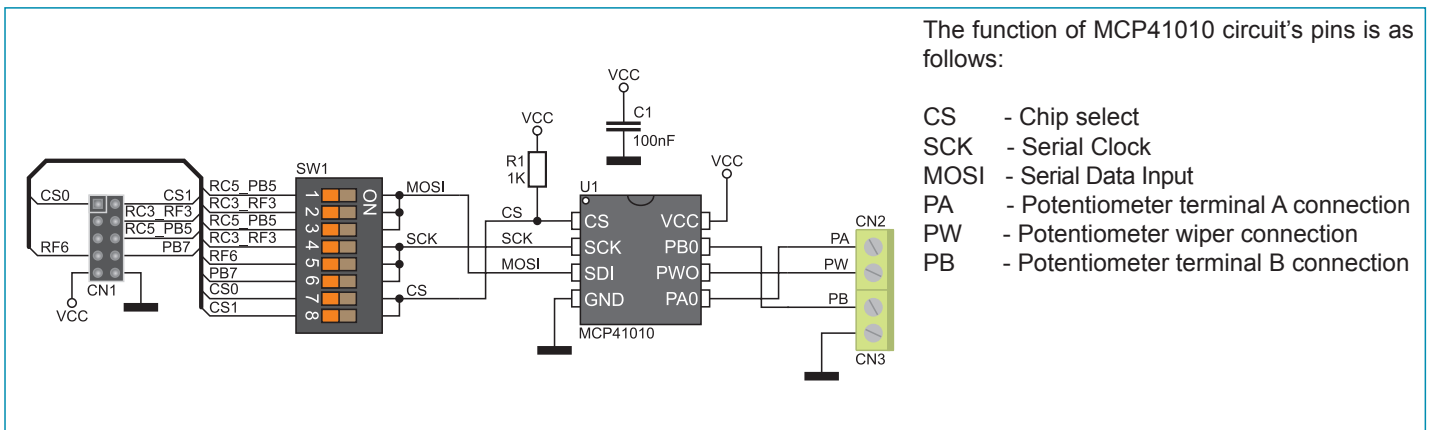 The function of MCP41010 circuit's pins is as
follows:
CS - Chip select
SCK - Serial Clock
MOSI - Serial Data Input
PA - Potentiometer terminal A connection
PW - Potentiometer wiper connection
PB - Potentiometer terminal B connection
VCC
C1
100nF
VCC
R1
1K
VCC
SW1
ON
1
2
3
4
5
6
7
8
RC5_PB5
RC3_RF3
RC5_PB5
RC3_RF3
RF6
PB7
CS0
CS1
CS0
CS1
RC3_RF3
RC5_PB5
RF6
PB7
CN1
VCC
MOSI
SCK
CS
CS
SCK
MOSI
U1
CS VCC
SCK PB0
SDI PWO
GND PA0
MCP41010
CN2
PA
PW
PB
CN3